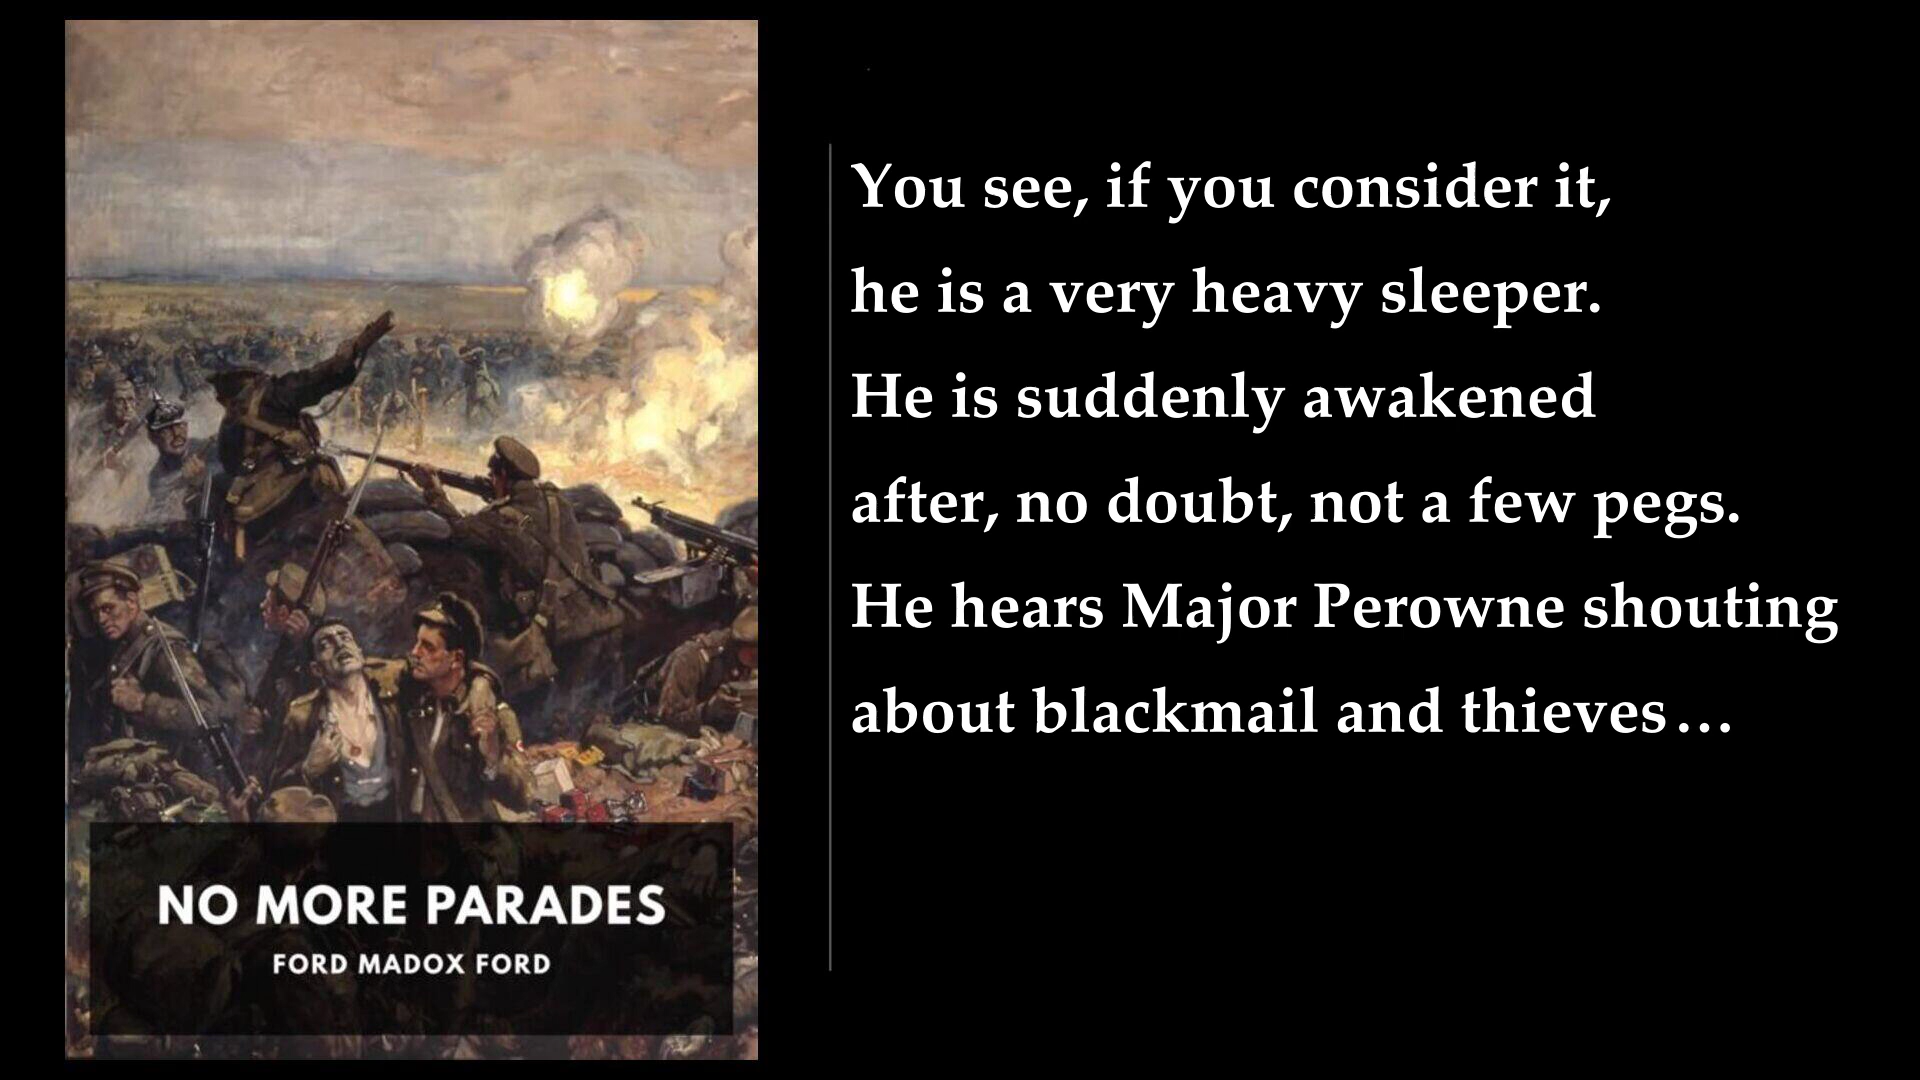 NO MORE PARADES
FORD MADOX FORD
You see, if you consider it,
he is a very heavy sleeper.
He is suddenly awakened
after, no doubt, not a few pegs.
He hears Major Perowne shouting
about blackmail and thieves…